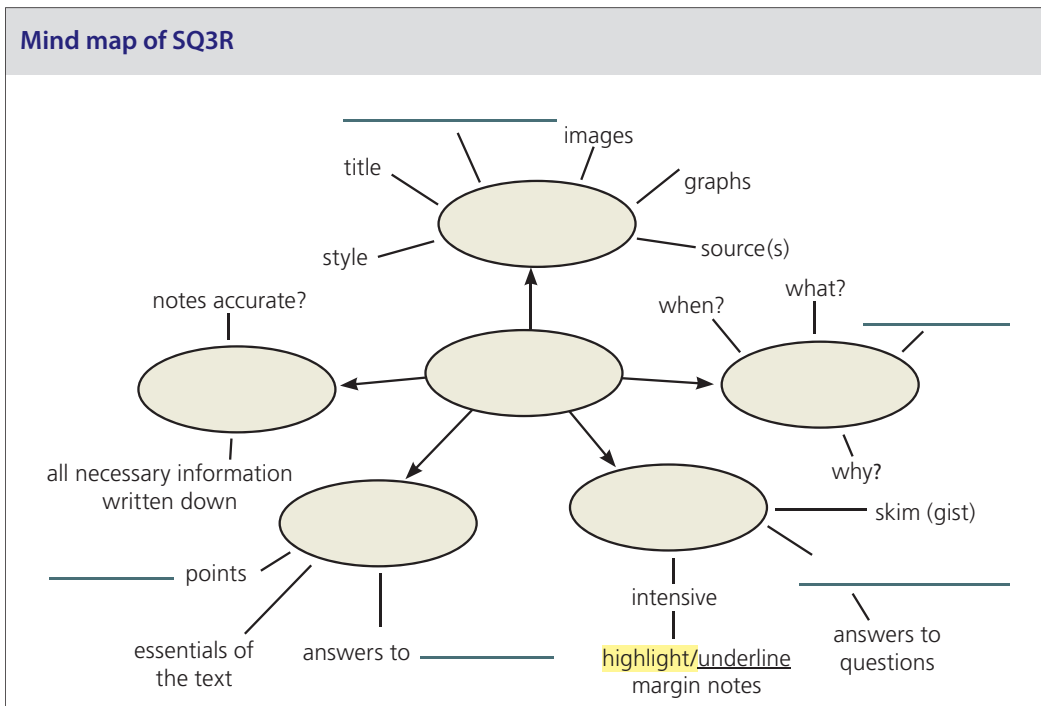 Mind map of SQ3R
images
title
graphs
style
source(s)
notes accurate?
what?
when?
all necessary information
written down
why?
skim (gist)
points
intensive
essentials of
the text
answers to
highlight/underline
margin notes
answers to
questions